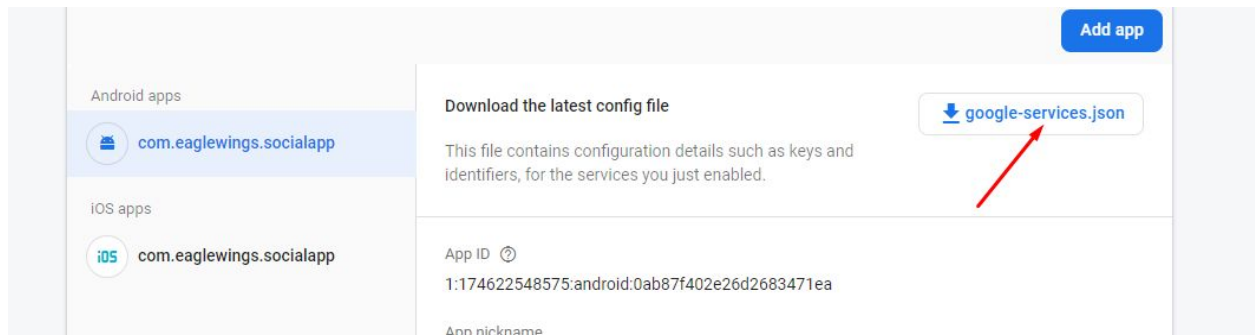 Add app
Android apps
com.eaglewings.socialapp
iOS apps
iOS
com.eaglewings.socialapp
Download the latest config file
google-services.json
This file contains configuration details such as keys and
identifiers, for the services you just enabled.
App ID
1:174622548575:android:0ab87f402e26d2683471ea
App nickname